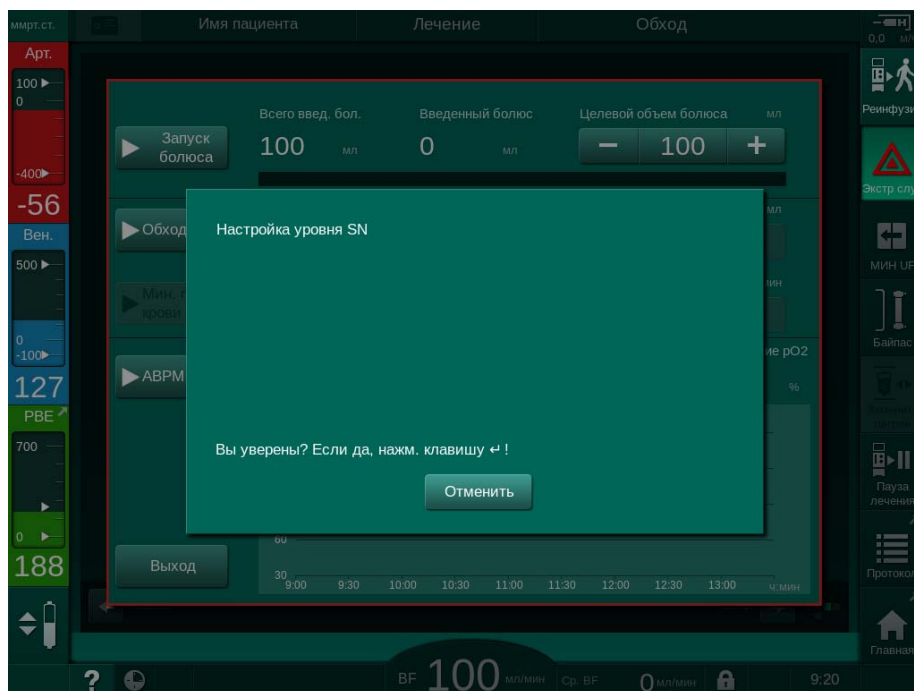 ммрт.ст.
Имя пациента
Лечение
Обход
0,0
Арт.
100
0
-400
-56
Вен.
500
0
-100
127
PBE
700
0
188
Всего введ. бол.
Введенный болюс
Целевой объем болюса
мл
Запуск
болюса
100 мл
0 мл
100
мл
Обход
Настройка уровня SN
Мин.
крови
мин
ие pO2
АВРМ
%
Вы уверены? Если да, нажм. клавишу ↵ !
Отменить
60
30
Выход
9:00 9:30 10:00 10:30 11:00 11:30 12:00 12:30 13:00 ч:мин
Реинфузи
Экстр слу
МИН UF
Байпас
Пауза
лечения
Протокол
Главная
? BF 100 мл/мин Ср. BF 0 мл/мин 9:20